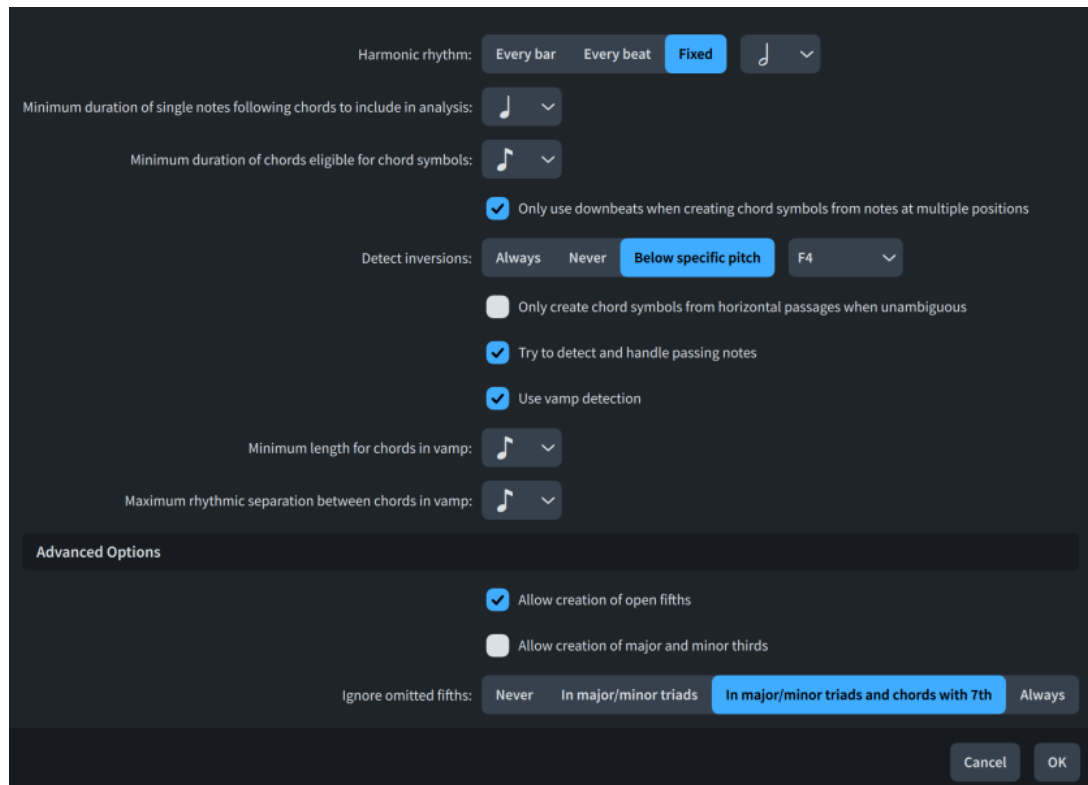 Harmonic rhythm: Every bar Every beat Fixed
Minimum duration of single notes following chords to include in analysis:
Minimum duration of chords eligible for chord symbols:
Only use downbeats when creating chord symbols from notes at multiple positions
Detect inversions: Always Never Below specific pitch F4
Only create chord symbols from horizontal passages when unambiguous
Try to detect and handle passing notes
Use vamp detection
Minimum length for chords in vamp:
Maximum rhythmic separation between chords in vamp:
Advanced Options
Allow creation of open fifths
Allow creation of major and minor thirds
Ignore omitted fifths: Never In major/minor triads In major/minor triads and chords with 7th Always
Cancel OK